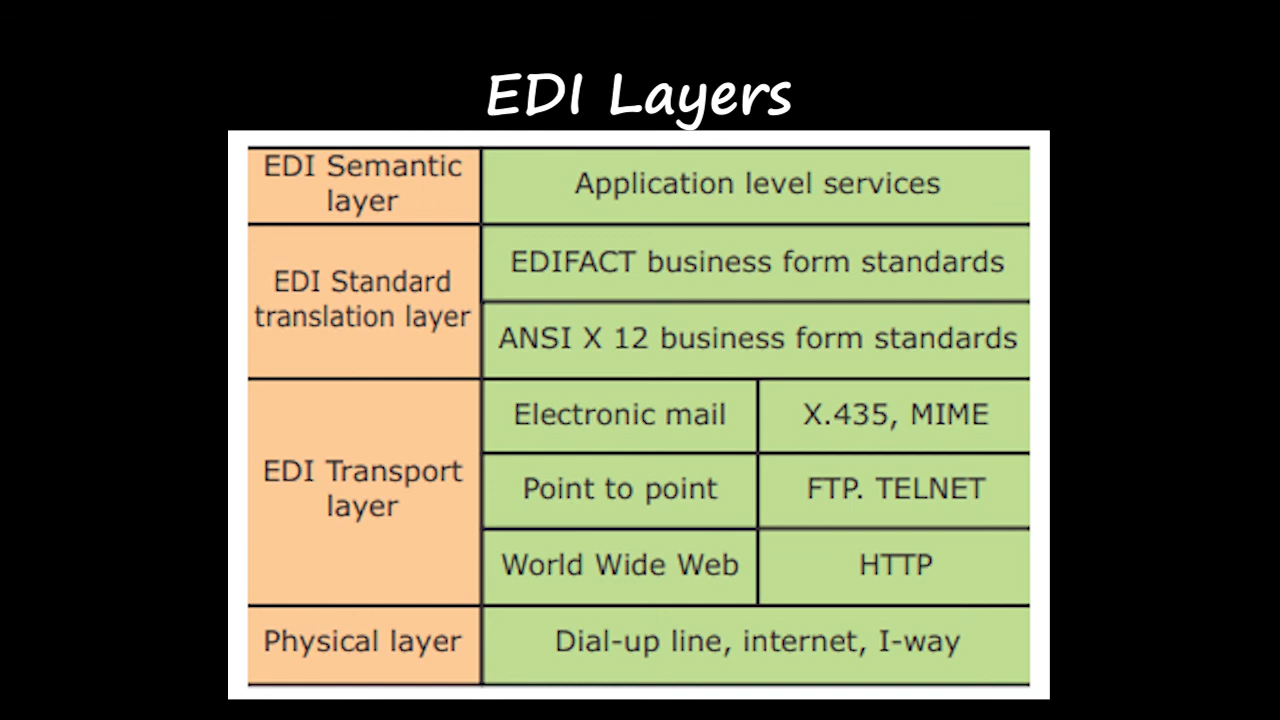 EDI Layers
EDI Semantic
layer
Application level services
EDI Standard
translation layer
EDIFACT business form standards
ANSI X 12 business form standards
EDI Transport
layer
Electronic mail
X.435, MIME
Point to point
FTP. TELNET
World Wide Web
HTTP
Physical layer
Dial-up line, internet, I-way